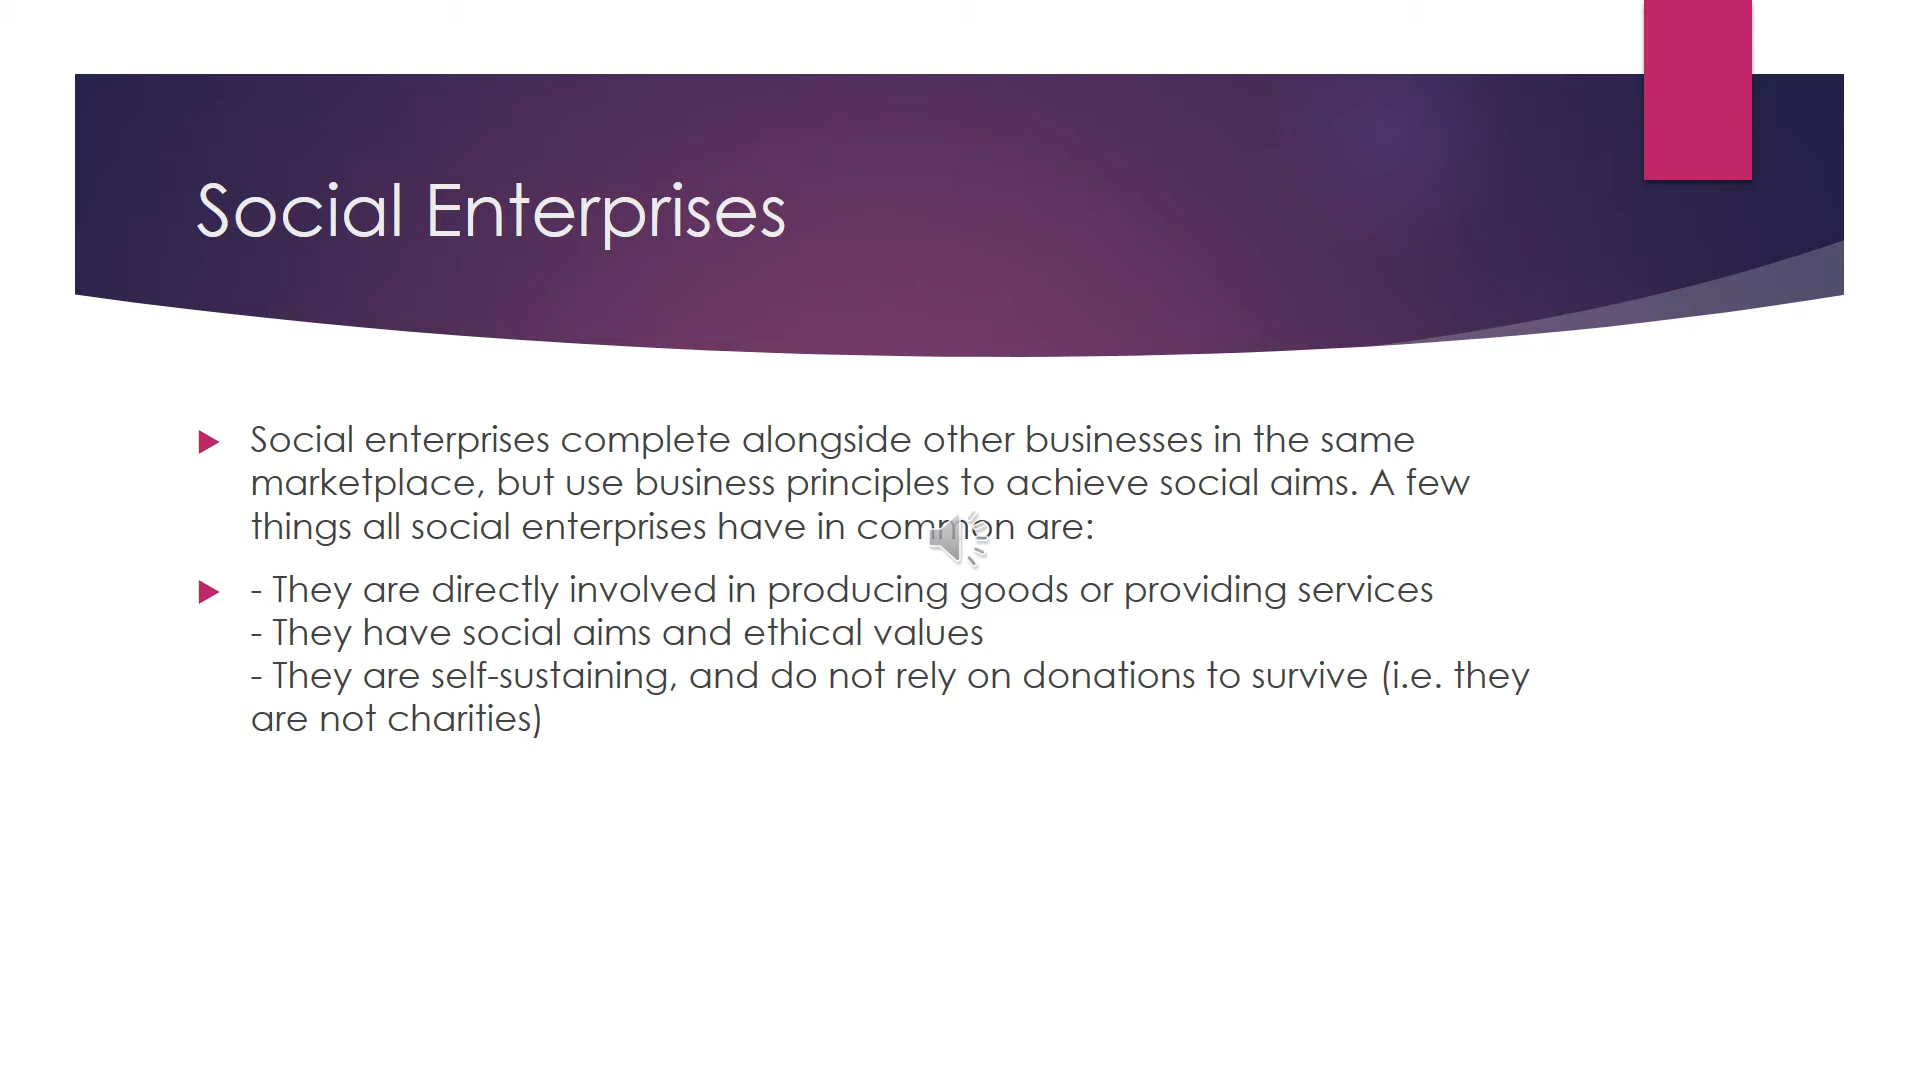 Social Enterprises
Social enterprises complete alongside other businesses in the same
marketplace, but use business principles to achieve social aims. A few
things all social enterprises have in common are:
- They are directly involved in producing goods or providing services
- They have social aims and ethical values
- They are self-sustaining, and do not rely on donations to survive (i.e. they
are not charities)